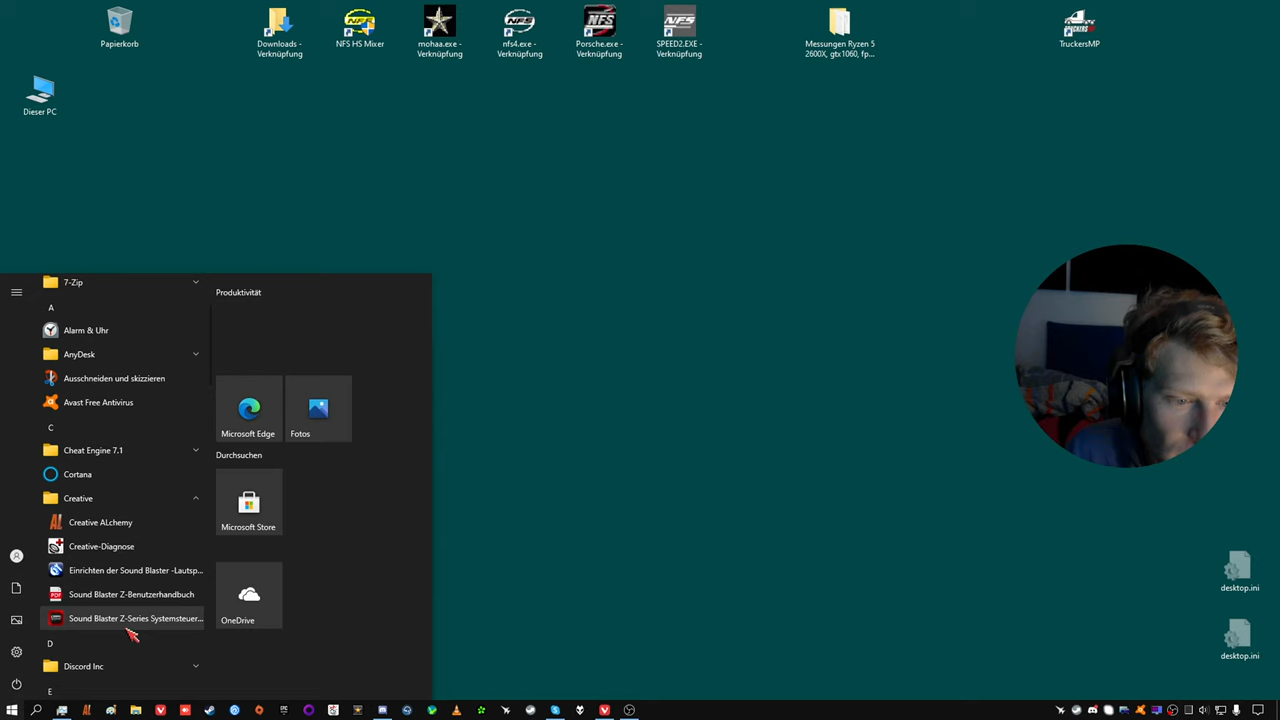 Papierkorb
Downloads -
Verknüpfung
NFS HS Mixer
mohaa.exe -
Verknüpfung
nfs4.exe -
Verknüpfung
Porsche.exe -
Verknüpfung
SPEED2.EXE -
Verknüpfung
Messungen Ryzen 5
2600X, gtx1060, fp...
TruckersMP
Dieser PC
7-Zip
A
Alarm & Uhr
AnyDesk
Ausschneiden und skizzieren
Avast Free Antivirus
C
Cheat Engine 7.1
Cortana
Creative
Creative ALchemy
Creative-Diagnose
Einrichten der Sound Blaster -Lautsp...
Sound Blaster Z-Benutzerhandbuch
Sound Blaster Z-Series Systemsteuer...
D
Discord Inc
E
Produktivität
Microsoft Edge
Fotos
Durchsuchen
Microsoft Store
OneDrive
desktop.ini
desktop.ini